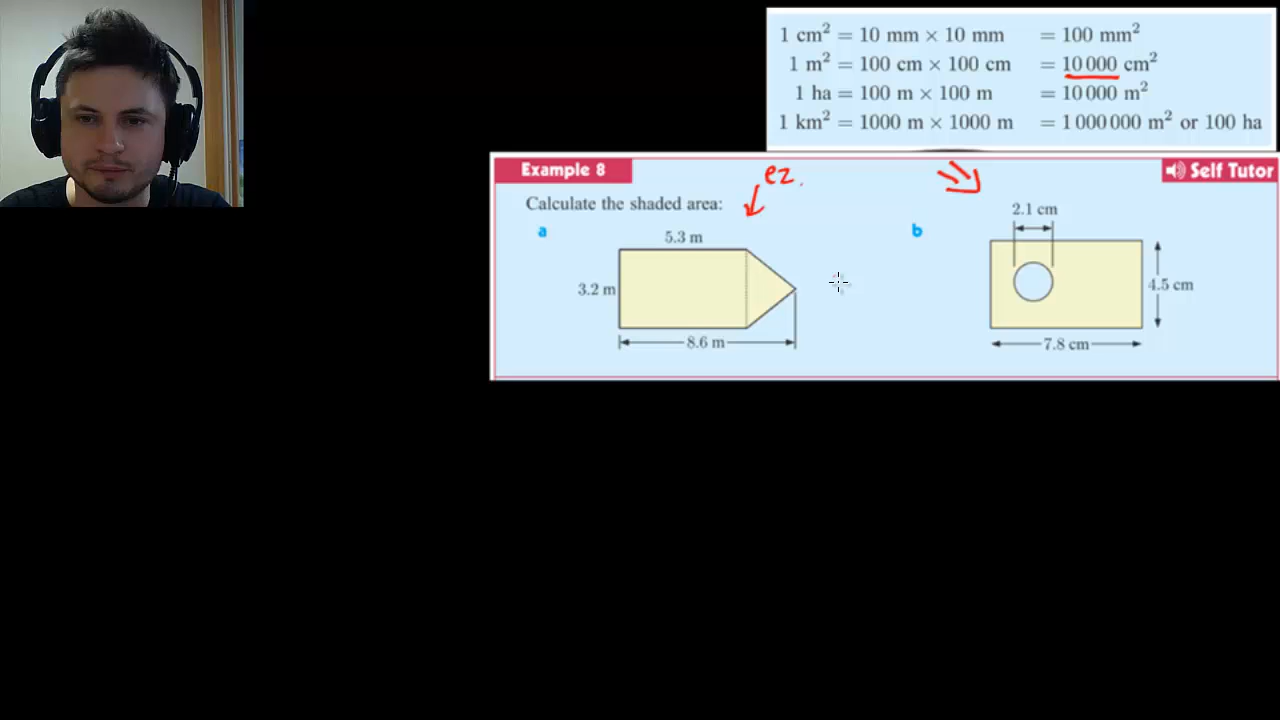 1 cm² = 10 mm × 10 mm = 100 mm²
1 m² = 100 cm × 100 cm = 10 000 cm²
1 ha = 100 m × 100 m = 10 000 m²
1 km² = 1000 m × 1000 m = 1 000 000 m² or 100 ha
Example 8
Self Tutor
ez.
Calculate the shaded area:
a
5.3 m
3.2 m
8.6 m
b
2.1 cm
4.5 cm
7.8 cm